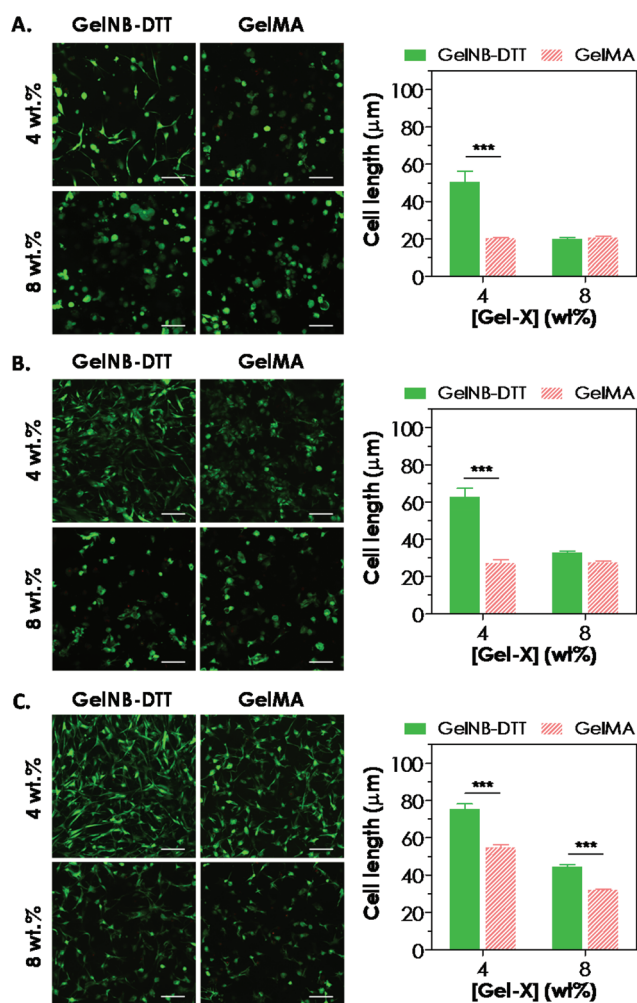 A.
GelNB-DTT GelMA
4 wt.%
8 wt.%
GelNB-DTT GelMA
Cell length (μm)
100
80
60
40
20
0
***
4 8
[Gel-X] (wt%)
B.
GelNB-DTT GelMA
4 wt.%
8 wt.%
GelNB-DTT GelMA
Cell length (μm)
100
80
60
40
20
0
***
4 8
[Gel-X] (wt%)
C.
GelNB-DTT GelMA
4 wt.%
8 wt.%
GelNB-DTT GelMA
Cell length (μm)
100
80
60
40
20
0
***
***
4 8
[Gel-X] (wt%)